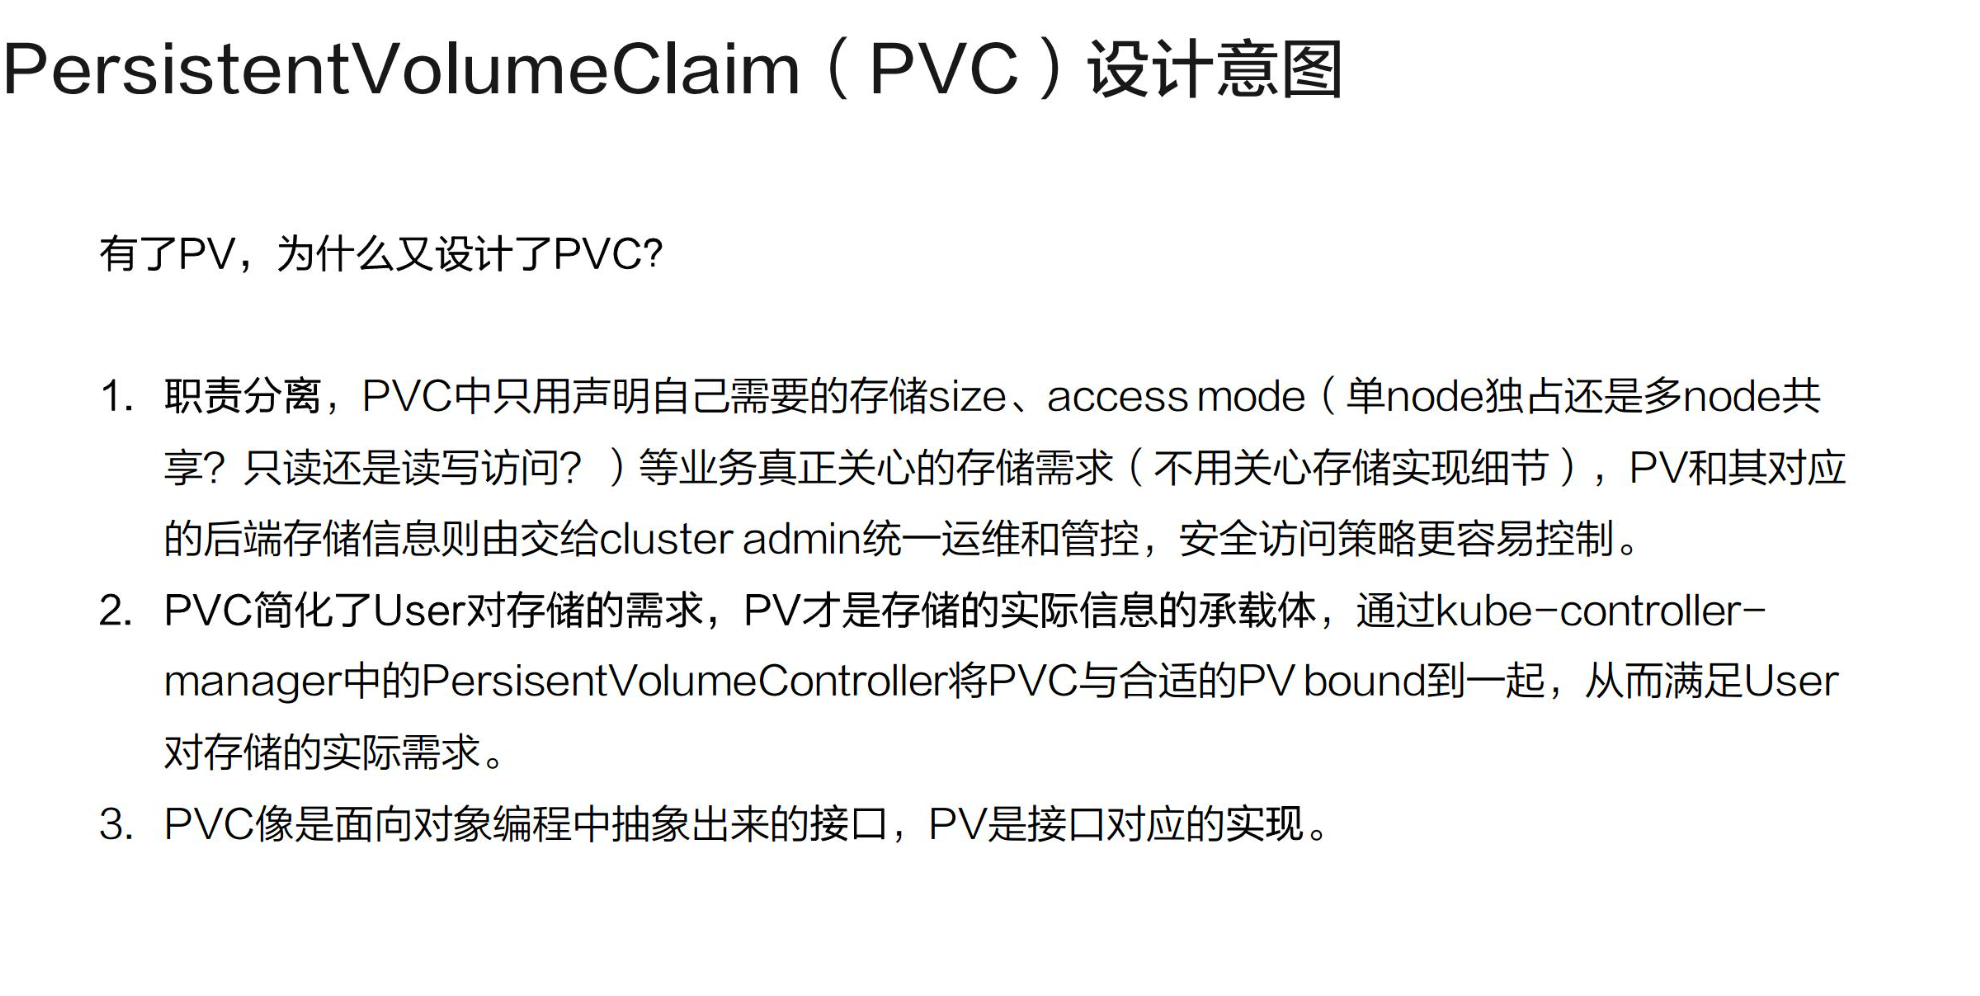 PersistentVolumeClaim（PVC）设计意图
有了PV，为什么又设计了PVC？
1. 职责分离，PVC中只用声明自己需要的存储size、access mode（单node独占还是多node共
享？只读还是读写访问？）等业务真正关心的存储需求（不用关心存储实现细节），PV和其对应
的后端存储信息则由交给cluster admin统一运维和管控，安全访问策略更容易控制。
2. PVC简化了User对存储的需求，PV才是存储的实际信息的承载体，通过kube-controller-
manager中的PersisentVolumeController将PVC与合适的PV bound到一起，从而满足User
对存储的实际需求。
3. PVC像是面向对象编程中抽象出来的接口，PV是接口对应的实现。